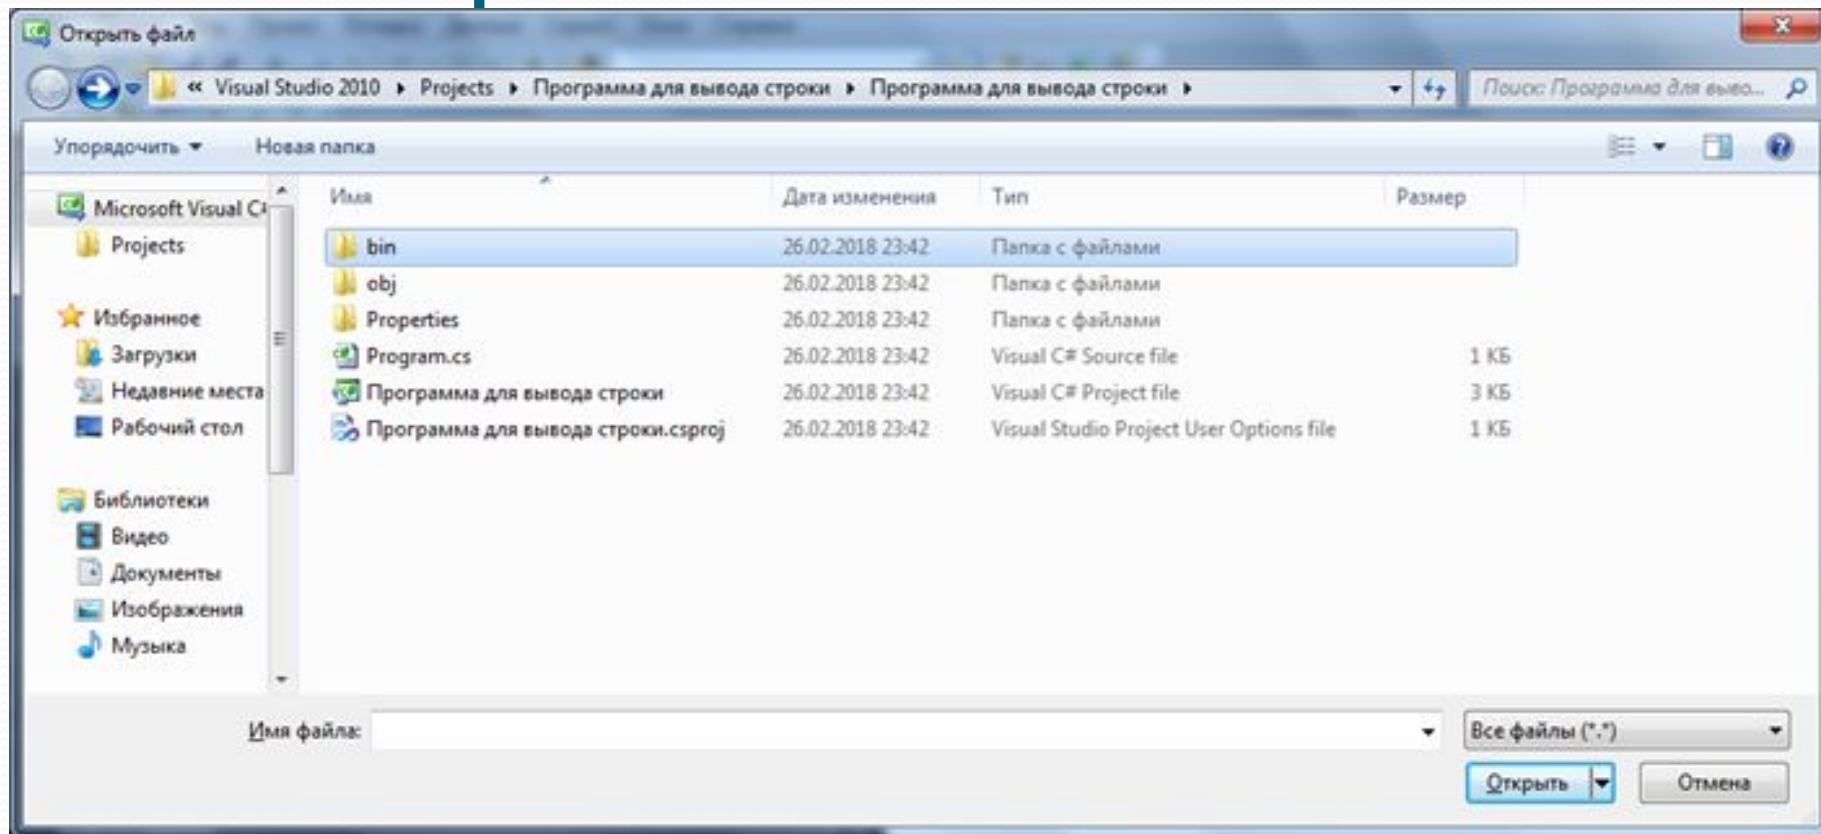 Открыть файл
« Visual Studio 2010 Projects Программа для вывода строки Программа для вывода строки
Поиск: Программа для выво...
Упорядочить Новая папка
Имя Дата изменения Тип Размер
Microsoft Visual C#
Projects
Избранное
Загрузки
Недавние места
Рабочий стол
Библиотеки
Видео
Документы
Изображения
Музыка
bin 26.02.2018 23:42 Папка с файлами
obj 26.02.2018 23:42 Папка с файлами
Properties 26.02.2018 23:42 Папка с файлами
Program.cs 26.02.2018 23:42 Visual C# Source file 1 КБ
Программа для вывода строки 26.02.2018 23:42 Visual C# Project file 3 КБ
Программа для вывода строки.csproj 26.02.2018 23:42 Visual Studio Project User Options file 1 КБ
Имя файла:
Все файлы (*.*)
Открыть Отмена